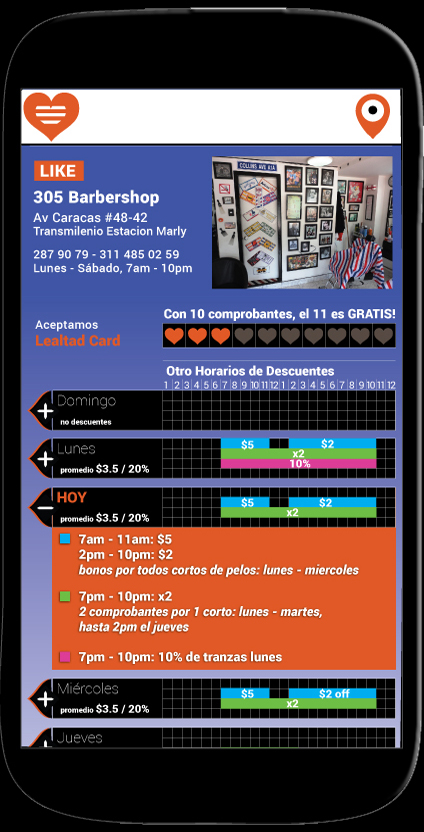 LIKE
305 Barbershop
Av Caracas #48-42
Transmilenio Estacion Marly
287 90 79 - 311 485 02 59
Lunes - Sábado, 7am - 10pm
COLLINS AVE A1A
Con 10 comprobantes, el 11 es GRATIS!
Aceptamos
Lealtad Card
Otro Horarios de Descuentes
1 2 3 4 5 6 7 8 9 10 11 12 1 2 3 4 5 6 7 8 9 10 11 12
Domingo
no descuentes
Lunes
promedio $3.5 / 20%
$5 $2
x2
10%
HOY
promedio $3.5 / 20%
$5 $2
x2
7am - 11am: $5
2pm - 10pm: $2
bonos por todos cortos de pelos: lunes - miercoles
7pm - 10pm: x2
2 comprobantes por 1 corto: lunes - martes,
hasta 2pm el jueves
7pm - 10pm: 10% de tranzas lunes
Miércoles
promedio $3.5 / 20%
$5 $2 off
x2
Jueves